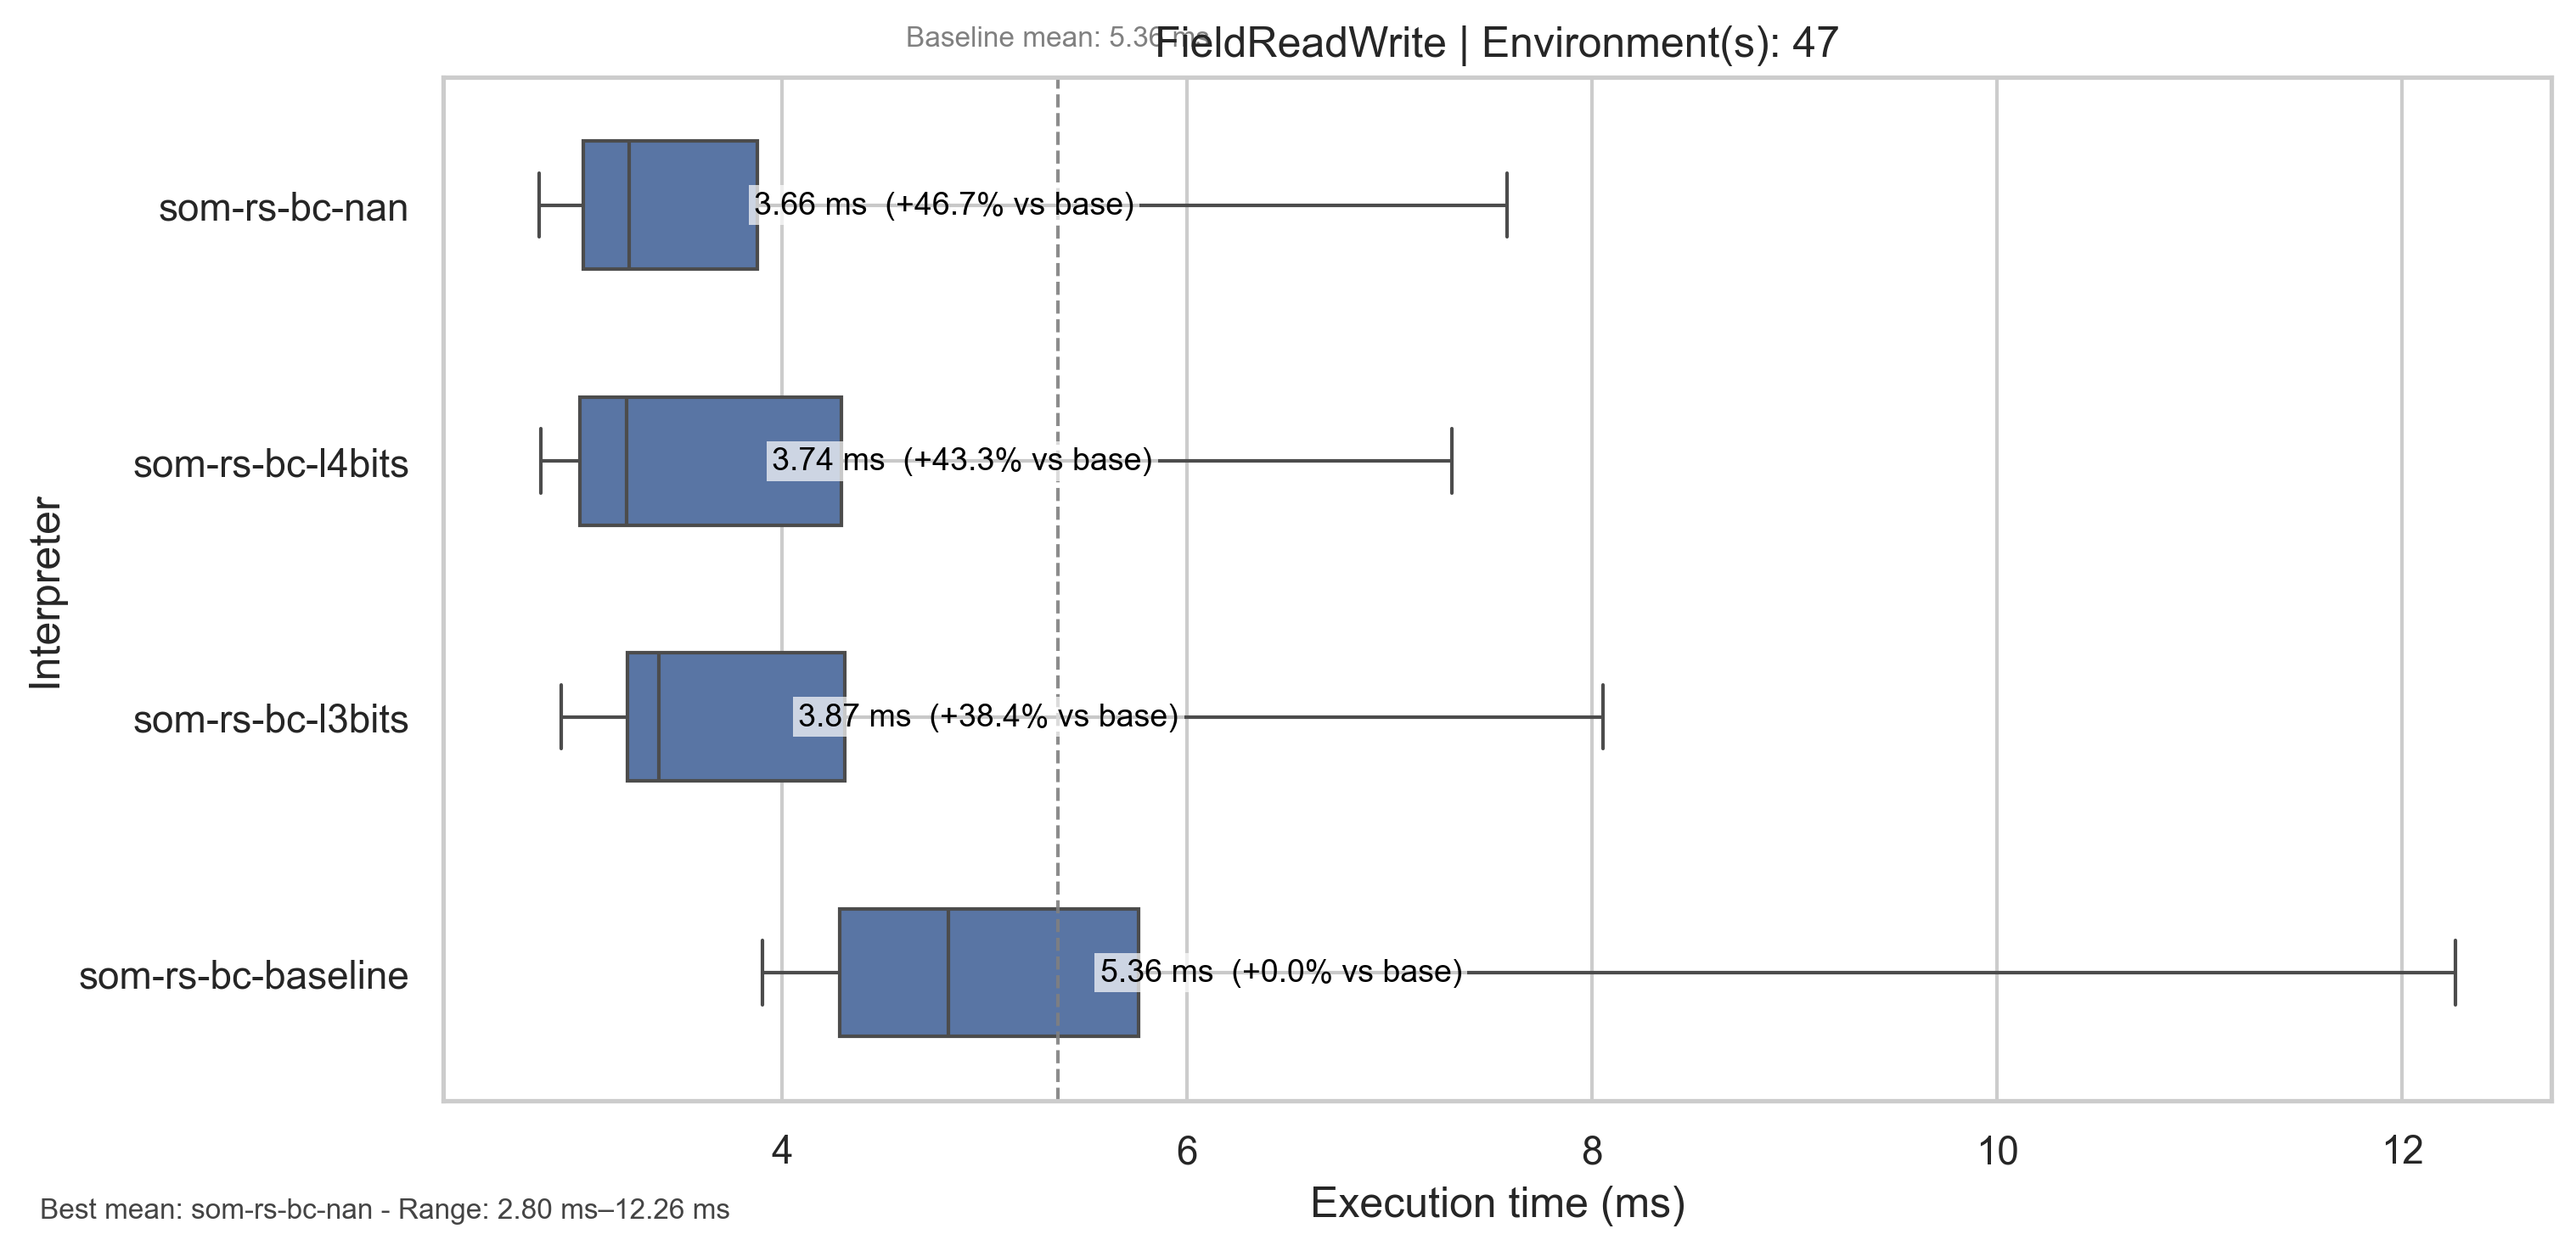 Baseline mean: 5.36 ms
FieldReadWrite | Environment(s): 47
som-rs-bc-nan
3.66 ms (+46.7% vs base)
som-rs-bc-l4bits
3.74 ms (+43.3% vs base)
Interpreter
som-rs-bc-l3bits
3.87 ms (+38.4% vs base)
som-rs-bc-baseline
5.36 ms (+0.0% vs base)
4 6 8 10 12
Execution time (ms)
Best mean: som-rs-bc-nan - Range: 2.80 ms–12.26 ms